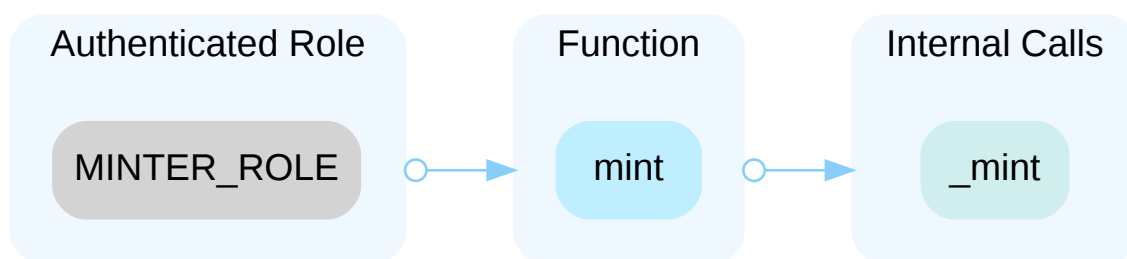 Authenticated Role
Function
Internal Calls
MINTER_ROLE
mint
_mint